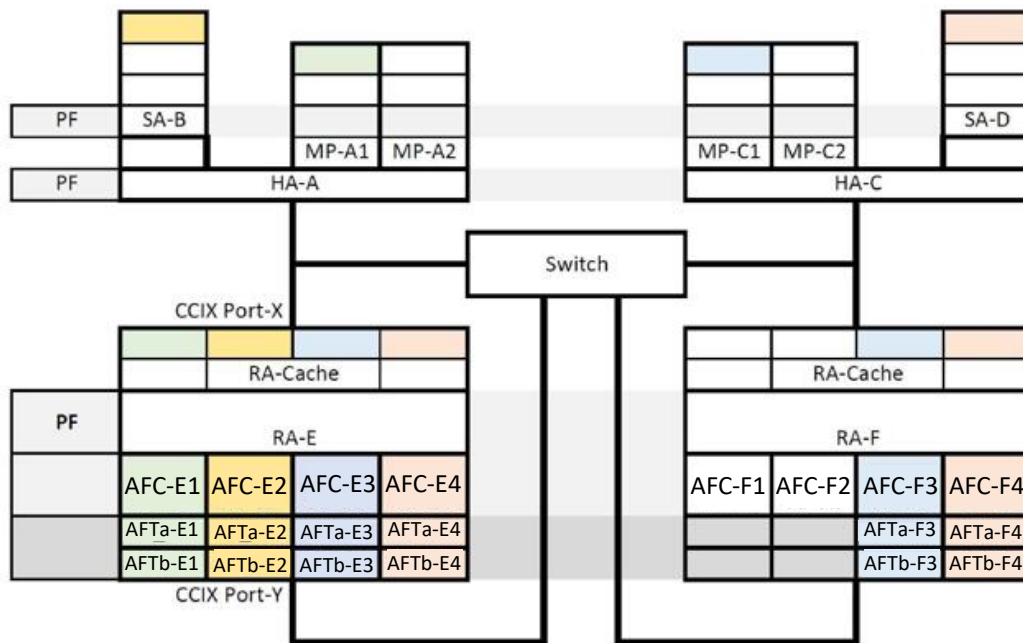 PF SA-B SA-D
MP-A1 MP-A2 MP-C1 MP-C2
PF HA-A HA-C
Switch
CCIX Port-X
RA-Cache RA-Cache
PF
RA-E RA-F
AFC-E1 AFC-E2 AFC-E3 AFC-E4 AFC-F1 AFC-F2 AFC-F3 AFC-F4
AFTa-E1 AFTa-E2 AFTa-E3 AFTa-E4 AFTa-F3 AFTa-F4
AFTb-E1 AFTb-E2 AFTb-E3 AFTb-E4 AFTb-F3 AFTb-F4
CCIX Port-Y